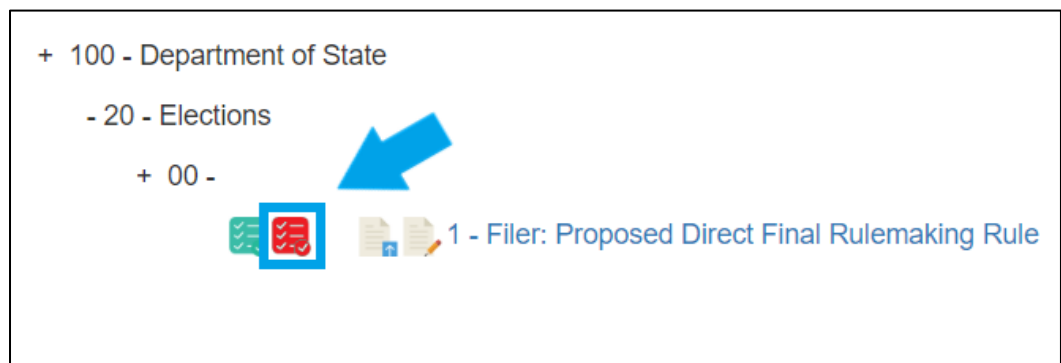 + 100 - Department of State
- 20 - Elections
+ 00 -
1 - Filer: Proposed Direct Final Rulemaking Rule